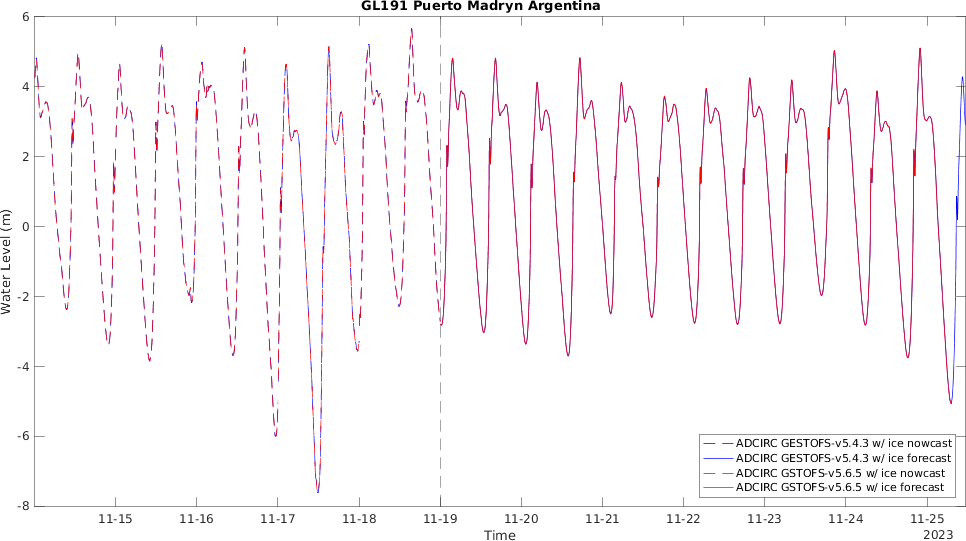 GL191 Puerto Madryn Argentina
6
4
2
0
-2
-4
-6
-8
Water Level (m)
ADCIRC GESTOFS-v5.4.3 w/ ice nowcast
ADCIRC GESTOFS-v5.4.3 w/ ice forecast
ADCIRC GSTOFS-v5.6.5 w/ ice nowcast
ADCIRC GSTOFS-v5.6.5 w/ ice forecast
11-15 11-16 11-17 11-18 11-19 11-20 11-21 11-22 11-23 11-24 11-25
Time
2023